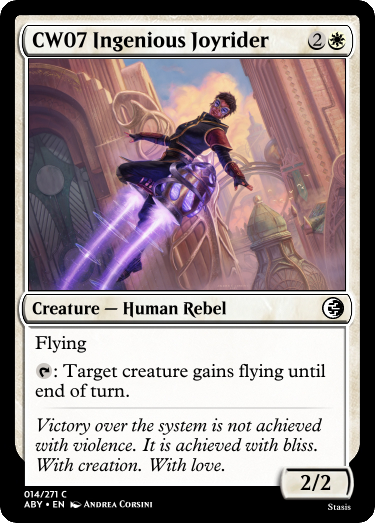 CW07 Ingenious Joyrider 2
Creature — Human Rebel
Flying
: Target creature gains flying until
end of turn.
Victory over the system is not achieved
with violence. It is achieved with bliss.
With creation. With love.
2/2
014/271 C
ABY • EN Andrea Corsini
Stasis